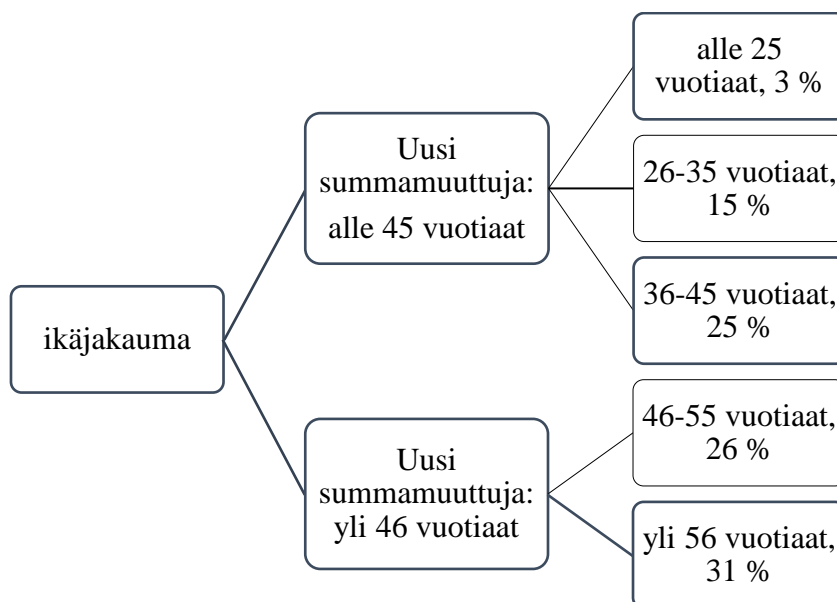 ikäjakauma
Uusi
summamuuttuja:
alle 45 vuotiaat
alle 25
vuotiaat, 3 %
26-35 vuotiaat,
15 %
36-45 vuotiaat,
25 %
Uusi
summamuuttuja:
yli 46 vuotiaat
46-55 vuotiaat,
26 %
yli 56 vuotiaat,
31 %